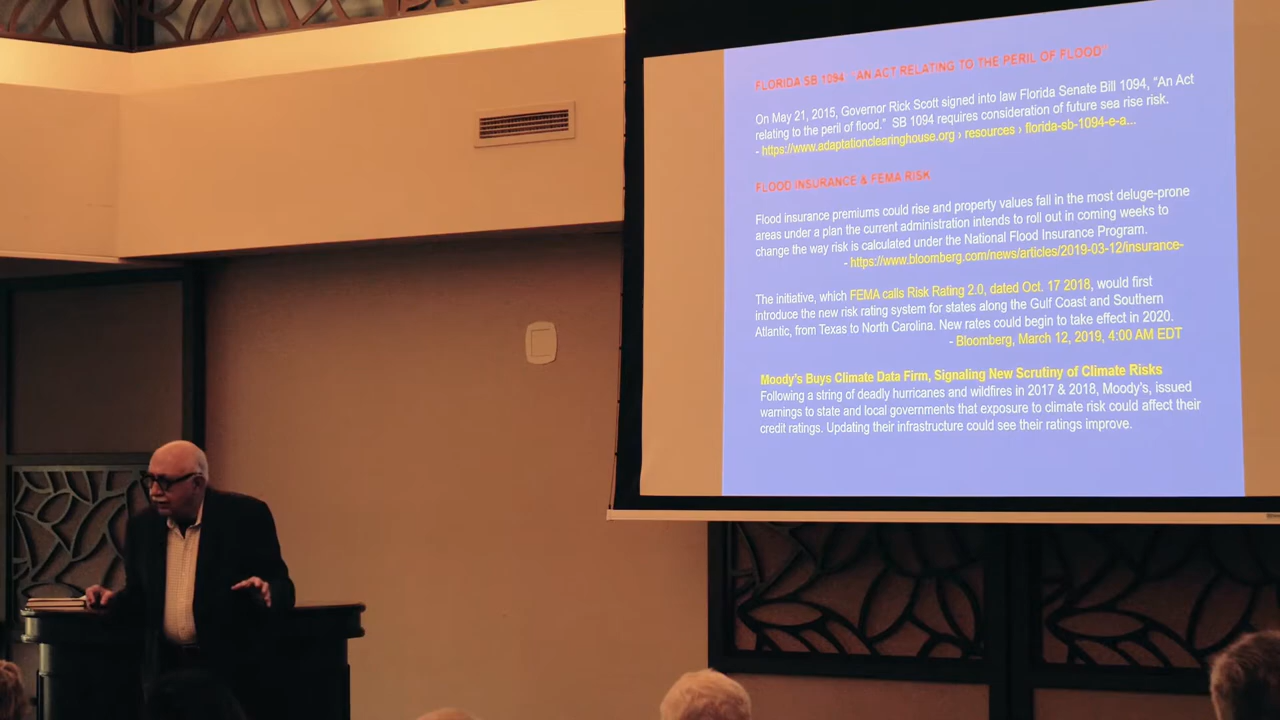 FLORIDA SB 1094 "AN ACT RELATING TO THE PERIL OF FLOOD"
On May 21, 2015, Governor Rick Scott signed into law Florida Senate Bill 1094, “An Act
relating to the peril of flood.” SB 1094 requires consideration of future sea rise risk.
- https://www.adaptationclearinghouse.org › resources › florida-sb-1094-e-a...
FLOOD INSURANCE & FEMA RISK
Flood insurance premiums could rise and property values fall in the most deluge-prone
areas under a plan the current administration intends to roll out in coming weeks to
change the way risk is calculated under the National Flood Insurance Program.
- https://www.bloomberg.com/news/articles/2019-03-12/insurance-
The initiative, which FEMA calls Risk Rating 2.0, dated Oct. 17 2018, would first
introduce the new risk rating system for states along the Gulf Coast and Southern
Atlantic, from Texas to North Carolina. New rates could begin to take effect in 2020.
- Bloomberg, March 12, 2019, 4:00 AM EDT
Moody's Buys Climate Data Firm, Signaling New Scrutiny of Climate Risks
Following a string of deadly hurricanes and wildfires in 2017 & 2018, Moody's, issued
warnings to state and local governments that exposure to climate risk could affect their
credit ratings. Updating their infrastructure could see their ratings improve.